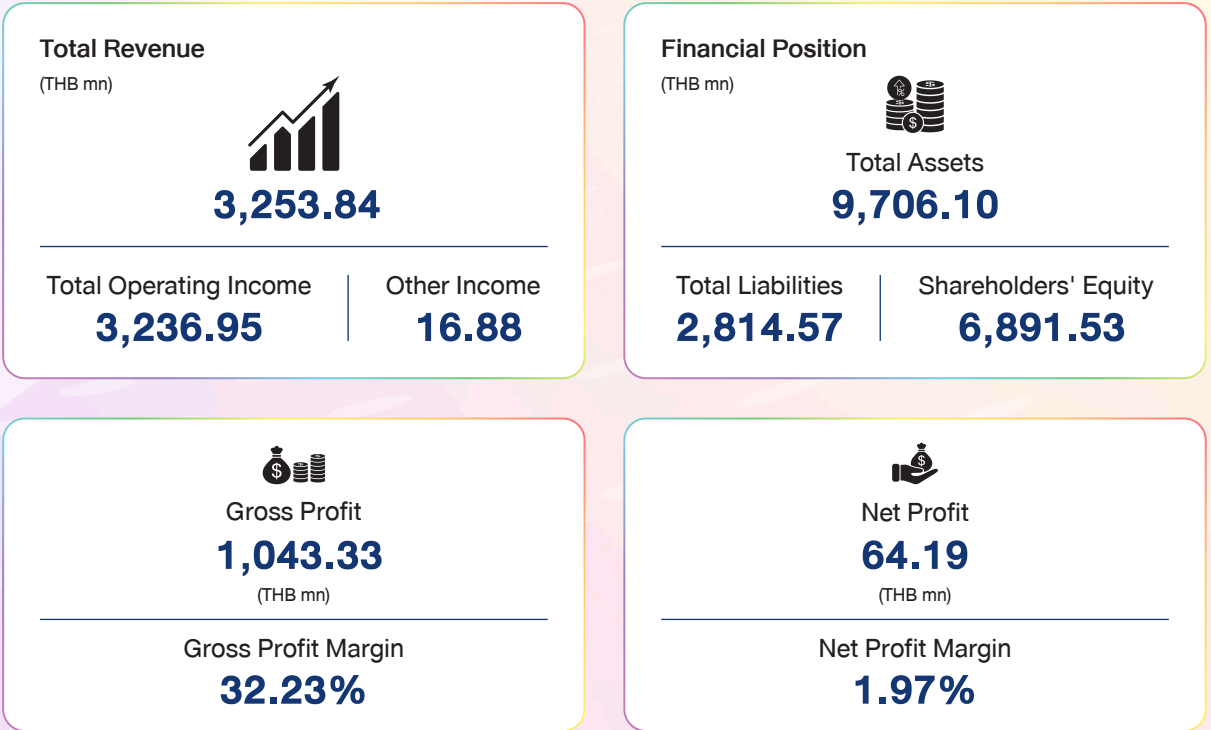 Total Revenue
(THB mn)
3,253.84
Total Operating Income
3,236.95
Other Income
16.88
Financial Position
(THB mn)
Total Assets
9,706.10
Total Liabilities
2,814.57
Shareholders' Equity
6,891.53
Gross Profit
1,043.33
(THB mn)
Gross Profit Margin
32.23%
Net Profit
64.19
(THB mn)
Net Profit Margin
1.97%